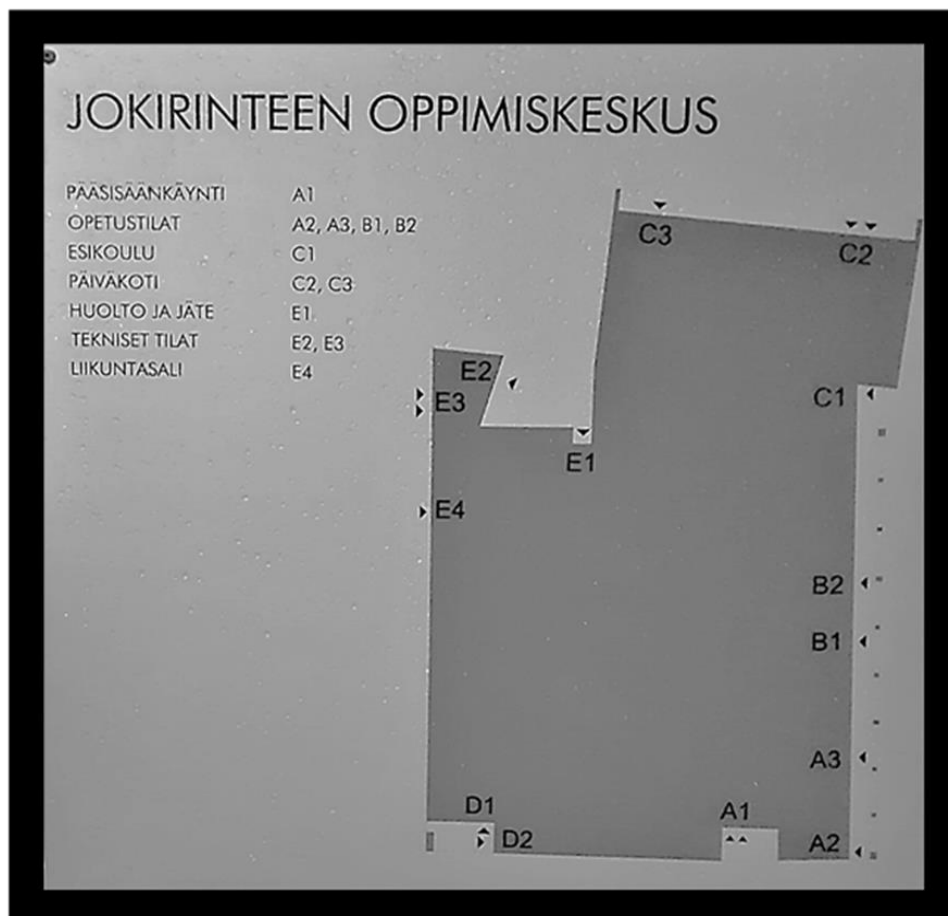 JOKIRINTEEN OPPIMISKESKUS
PÄÄSISÄÄNKÄYNTI A1
OPETUSTILAT A2, A3, B1, B2
ESIKOULU C1
PÄIVÄKOTI C2, C3
HUOLTO JA JÄTE E1
TEKNISET TILAT E2, E3
LIIKUNTASALI E4
C3
C2
E2
E3
C1
E1
E4
B2
B1
A3
D1
A1
D2
A2